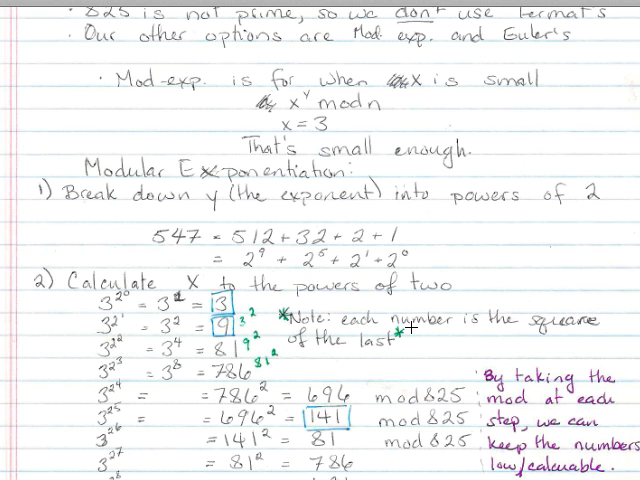 · 825 is not prime, so we don't use Fermat's
· Our other options are Mod. exp. and Euler's
· Mod-exp. is for when x is small
x^y mod n
x = 3
That's small enough.
Modular Exponentiation:
1) Break down y (the exponent) into powers of 2
547 = 512 + 32 + 2 + 1
= 2^9 + 2^5 + 2^1 + 2^0
2) Calculate x to the powers of two
3^2^0 = 3^1 = 3
3^2^1 = 3^2 = 9 3^2 *Note: each number is the square
3^2^2 = 3^4 = 81 9^2 of the last*
3^2^3 = 3^8 = 786 81^2
3^2^4 = = 786^2 = 696 mod 825
3^2^5 = = 696^2 = 141 mod 825
3^2^6 = 141^2 = 81 mod 825
3^2^7 = 81^2 = 786
By taking the
mod at each
step, we can
keep the numbers
low/calculable.